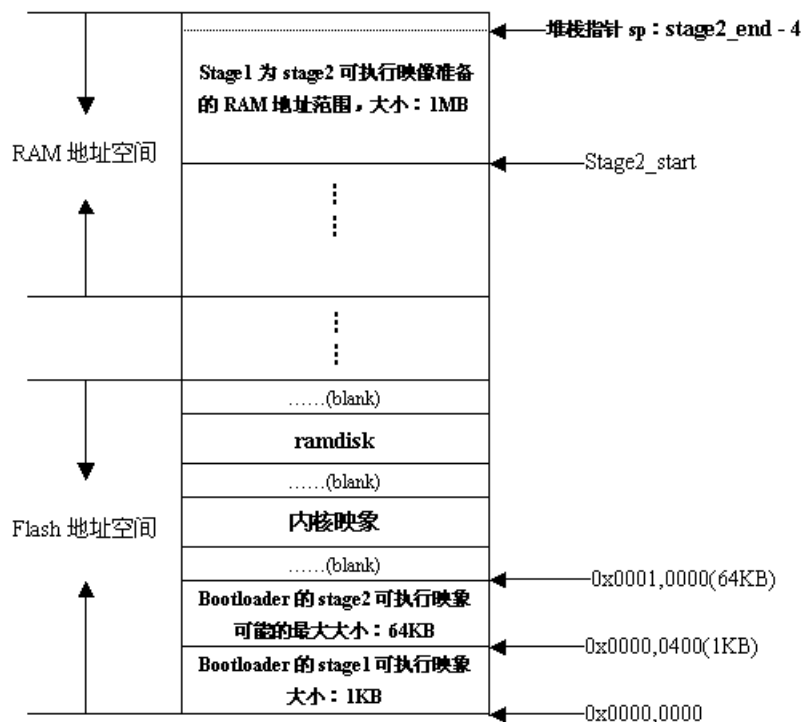 堆栈指针 sp：stage2_end - 4
Stage1 为 stage2 可执行映像准备
的 RAM 地址范围，大小：1MB
RAM 地址空间
Stage2_start
……(blank)
ramdisk
……(blank)
Flash 地址空间
内核映象
……(blank)
0x0001,0000(64KB)
Bootloader 的 stage2 可执行映象
可能的最大大小：64KB
0x0000,0400(1KB)
Bootloader 的 stage1 可执行映象
大小：1KB
0x0000,0000